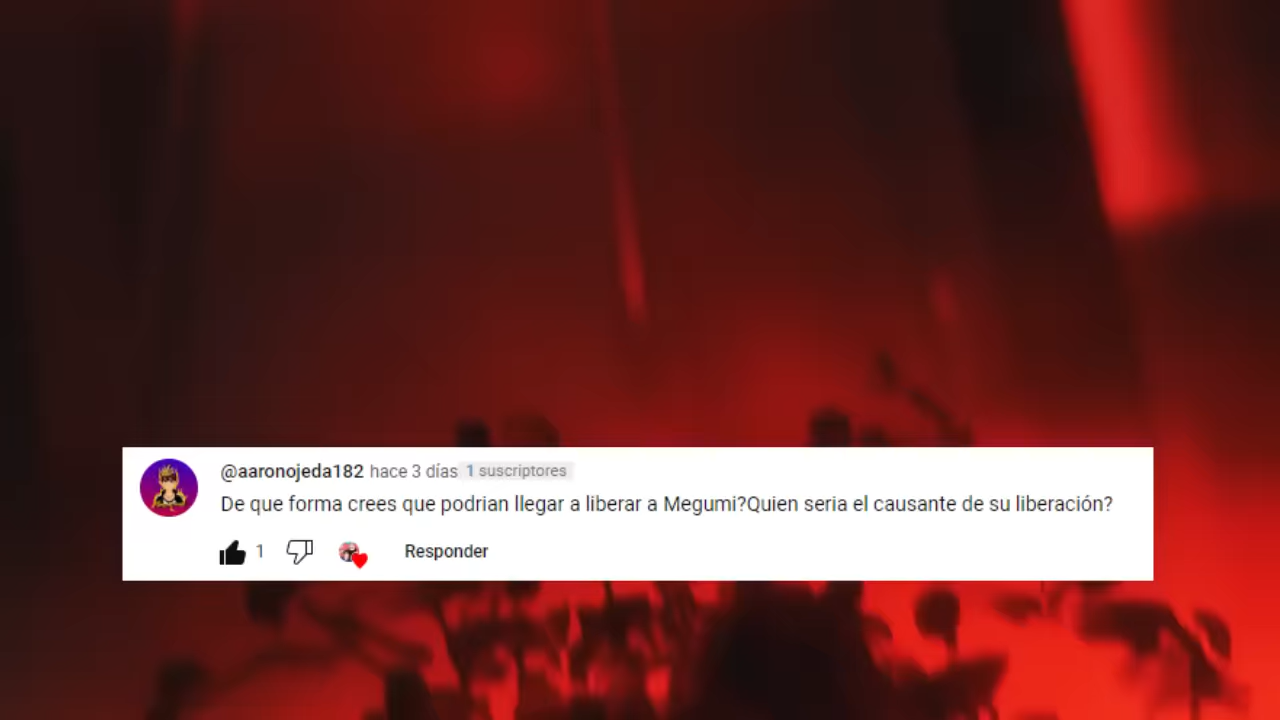 @aaronojeda182 hace 3 días 1 suscriptores
De que forma crees que podrian llegar a liberar a Megumi?Quien seria el causante de su liberación?
1 Responder